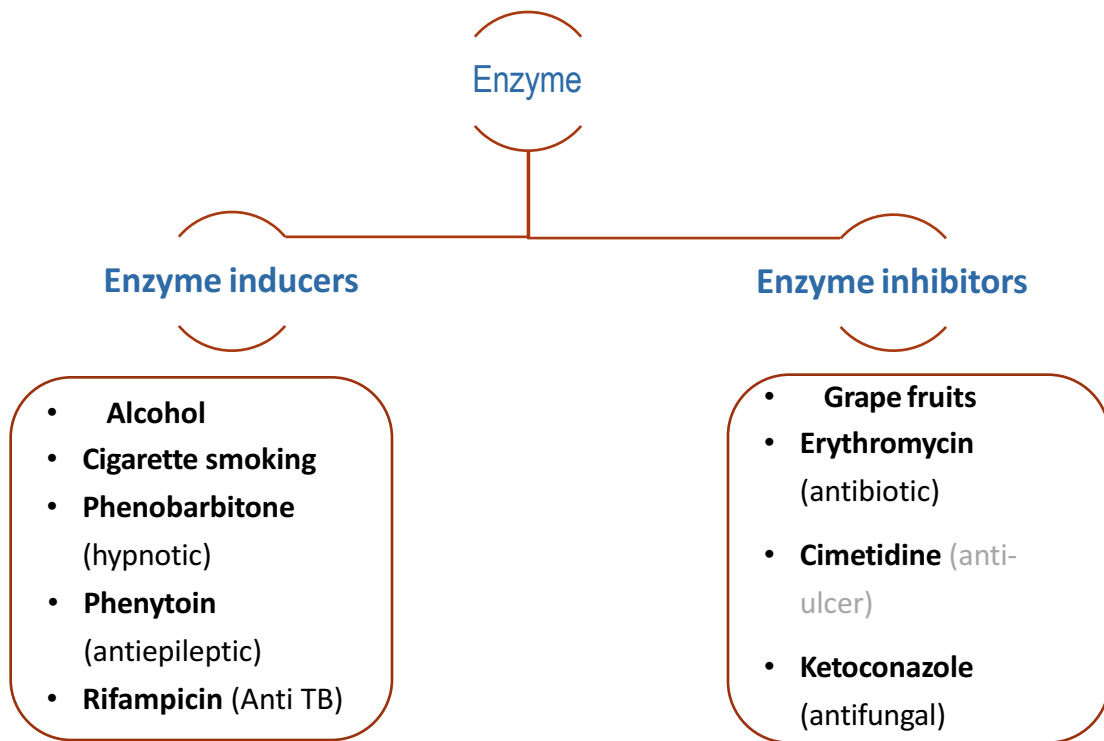 Enzyme
Enzyme inducers
• Alcohol
• Cigarette smoking
• Phenobarbitone
(hypnotic)
• Phenytoin
(antiepileptic)
• Rifampicin (Anti TB)
Enzyme inhibitors
• Grape fruits
• Erythromycin
(antibiotic)
• Cimetidine (anti-
ulcer)
• Ketoconazole
(antifungal)